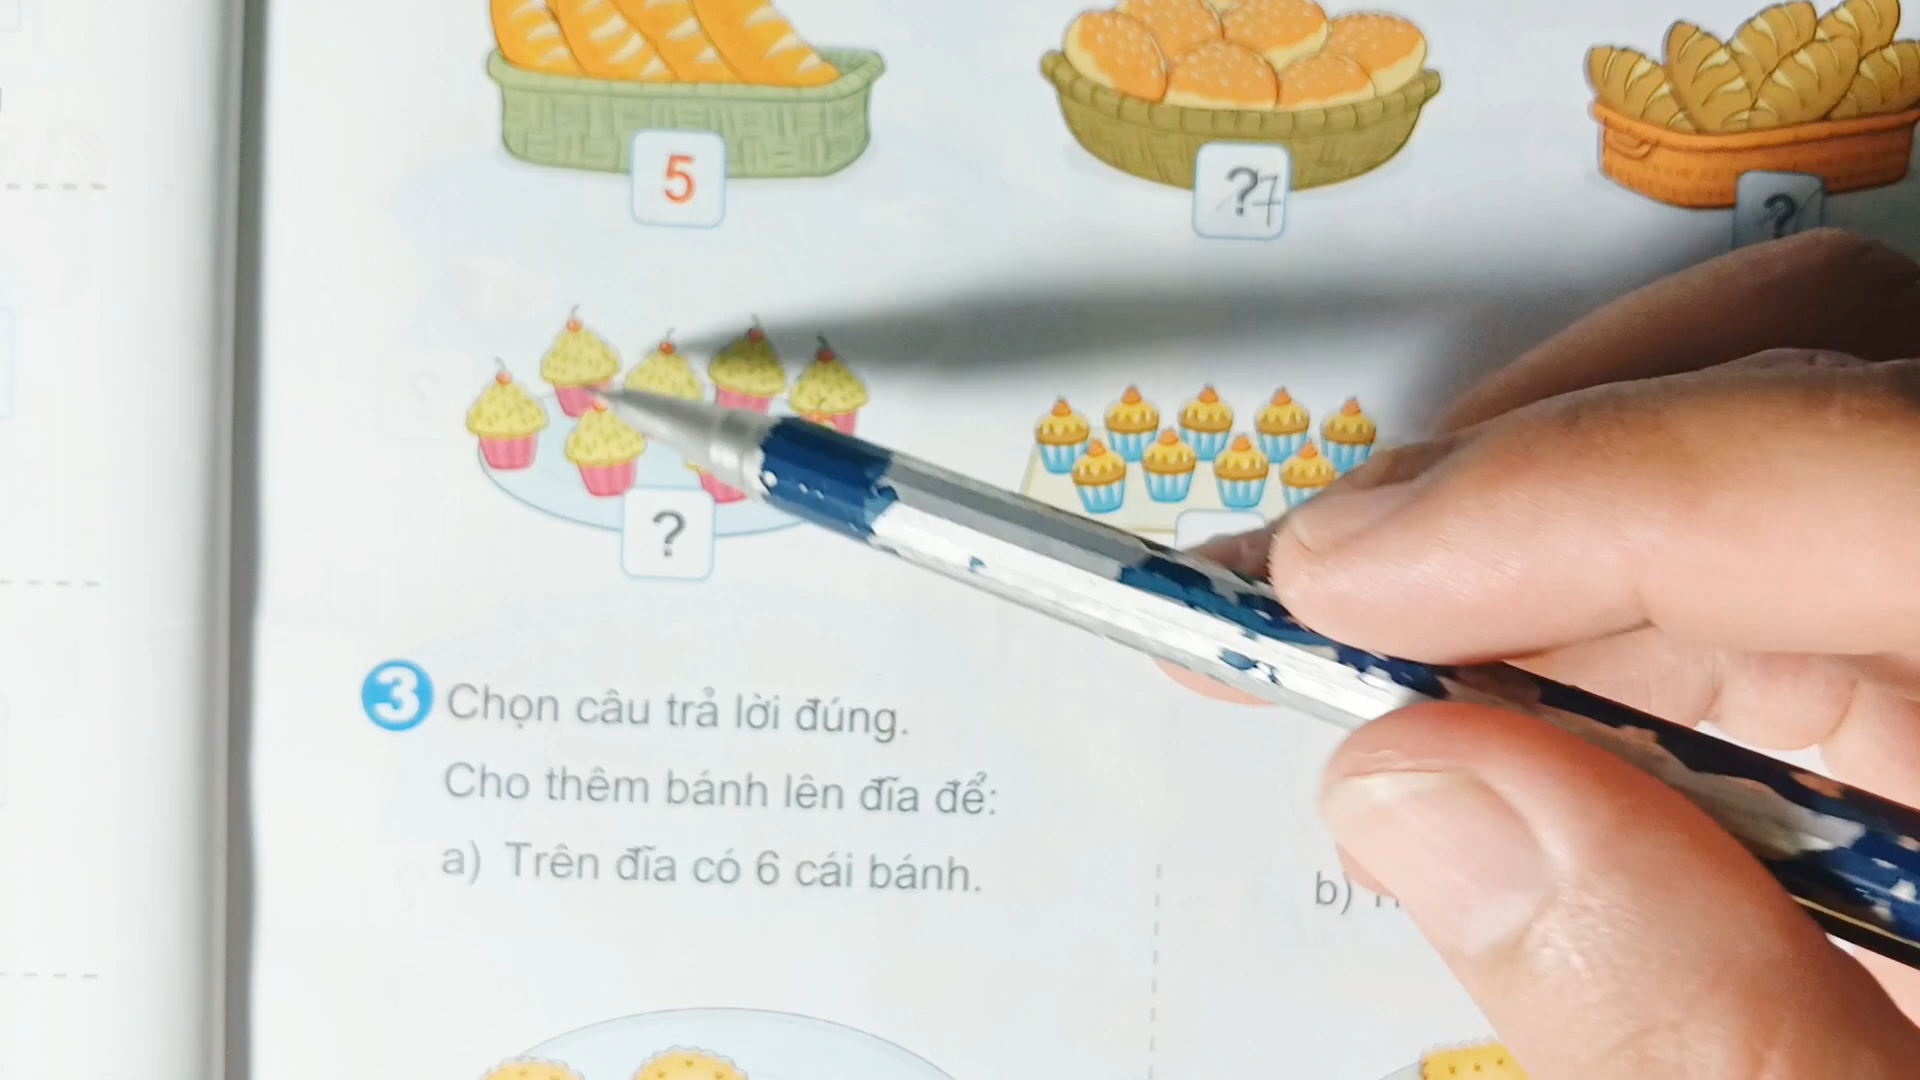 5
?7
?
?
3 Chọn câu trả lời đúng.
Cho thêm bánh lên đĩa để:
a) Trên đĩa có 6 cái bánh.
b)